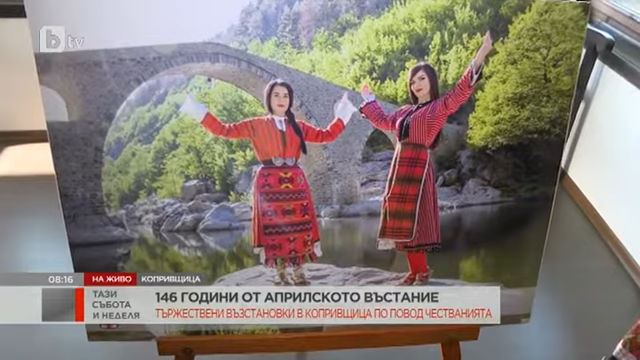 btv
08:16 НА ЖИВО КОПРИВЩИЦА
ТАЗИ СЪБОТА И НЕДЕЛЯ
146 ГОДИНИ ОТ АПРИЛСКОТО ВЪСТАНИЕ
ТЪРЖЕСТВЕНИ ВЪЗСТАНОВКИ В КОПРИВЩИЦА ПО ПОВОД ЧЕСТВАНИЯТА